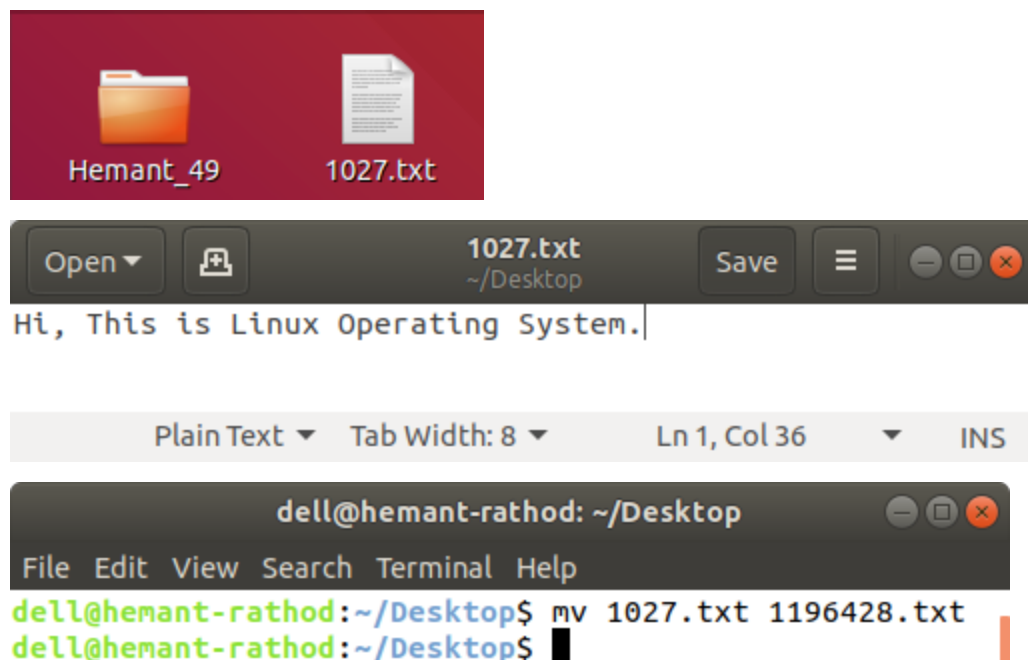 Hemant_49 1027.txt
Open 1027.txt Save
~/Desktop
Hi, This is Linux Operating System.
Plain Text Tab Width: 8 Ln 1, Col 36 INS
dell@hemant-rathod: ~/Desktop
File Edit View Search Terminal Help
dell@hemant-rathod:~/Desktop$ mv 1027.txt 1196428.txt
dell@hemant-rathod:~/Desktop$